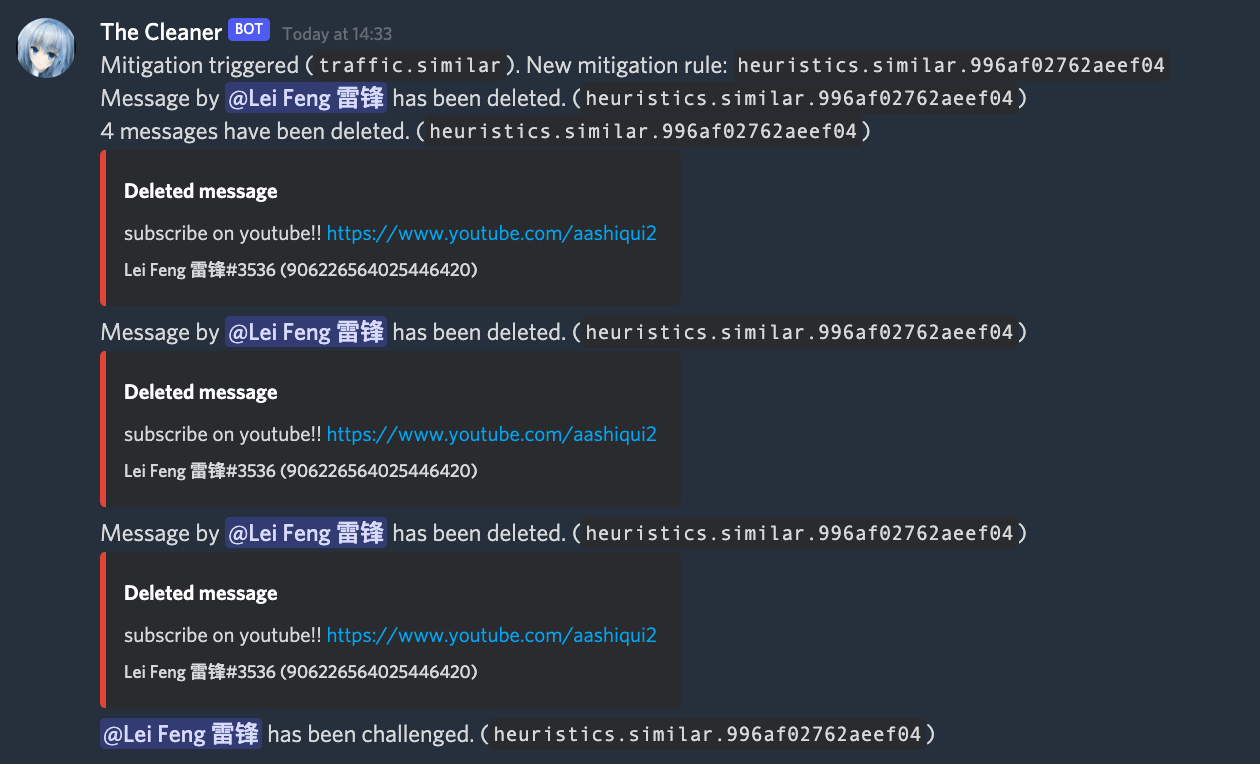 The Cleaner BOT Today at 14:33
Mitigation triggered (traffic.similar). New mitigation rule: heuristics.similar.996af02762aeef04
Message by @Lei Feng 雷锋 has been deleted. (heuristics.similar.996af02762aeef04)
4 messages have been deleted. (heuristics.similar.996af02762aeef04)
Deleted message
subscribe on youtube!! https://www.youtube.com/aashiqui2
Lei Feng 雷锋#3536 (906226564025446420)
Message by @Lei Feng 雷锋 has been deleted. (heuristics.similar.996af02762aeef04)
Deleted message
subscribe on youtube!! https://www.youtube.com/aashiqui2
Lei Feng 雷锋#3536 (906226564025446420)
Message by @Lei Feng 雷锋 has been deleted. (heuristics.similar.996af02762aeef04)
Deleted message
subscribe on youtube!! https://www.youtube.com/aashiqui2
Lei Feng 雷锋#3536 (906226564025446420)
@Lei Feng 雷锋 has been challenged. (heuristics.similar.996af02762aeef04)